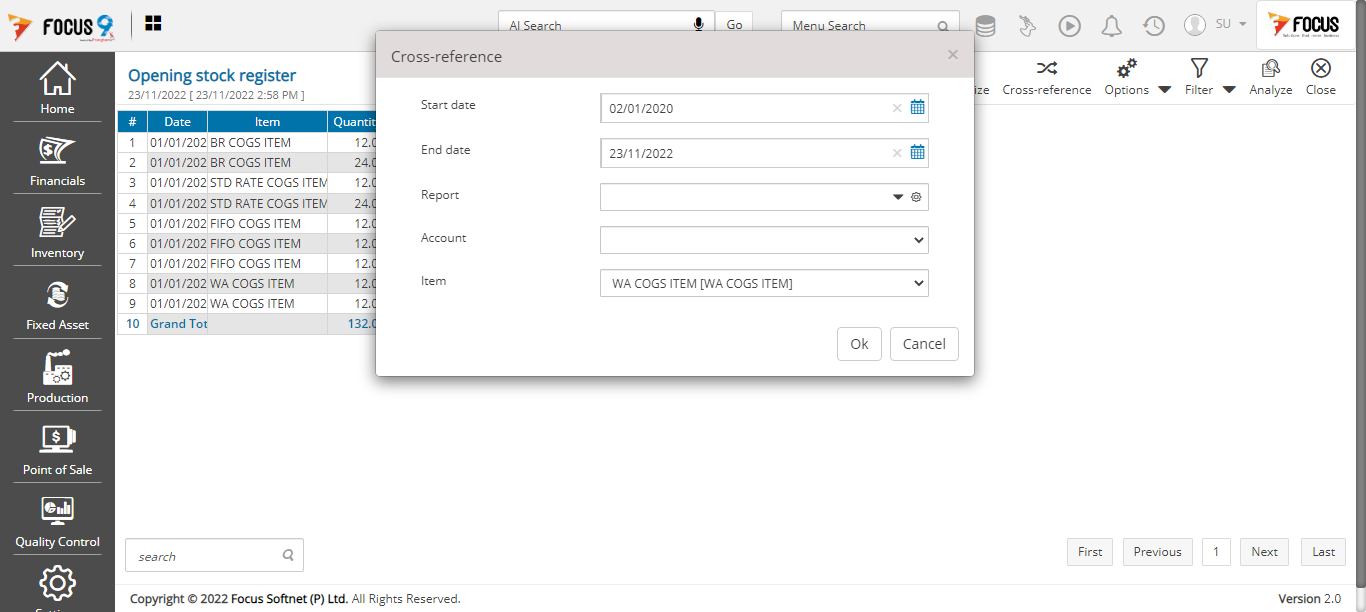 FOCUS 9
AI Search
Go
Menu Search
SU
FOCUS
Home
Financials
Inventory
Fixed Asset
Production
Point of Sale
Quality Control
Opening stock register
23/11/2022 [ 23/11/2022 2:58 PM ]
ize
Cross-reference
Options
Filter
Analyze
Close
# Date Item Quantit
1 01/01/202 BR COGS ITEM 12.0
2 01/01/202 BR COGS ITEM 24.0
3 01/01/202 STD RATE COGS ITEM 12.0
4 01/01/202 STD RATE COGS ITEM 24.0
5 01/01/202 FIFO COGS ITEM 12.0
6 01/01/202 FIFO COGS ITEM 12.0
7 01/01/202 FIFO COGS ITEM 12.0
8 01/01/202 WA COGS ITEM 12.0
9 01/01/202 WA COGS ITEM 12.0
10 Grand Tot 132.0
Cross-reference ×
Start date 02/01/2020 ×
End date 23/11/2022 ×
Report
Account
Item WA COGS ITEM [WA COGS ITEM]
Ok Cancel
search
First Previous 1 Next Last
Copyright © 2022 Focus Softnet (P) Ltd. All Rights Reserved.
Version 2.0